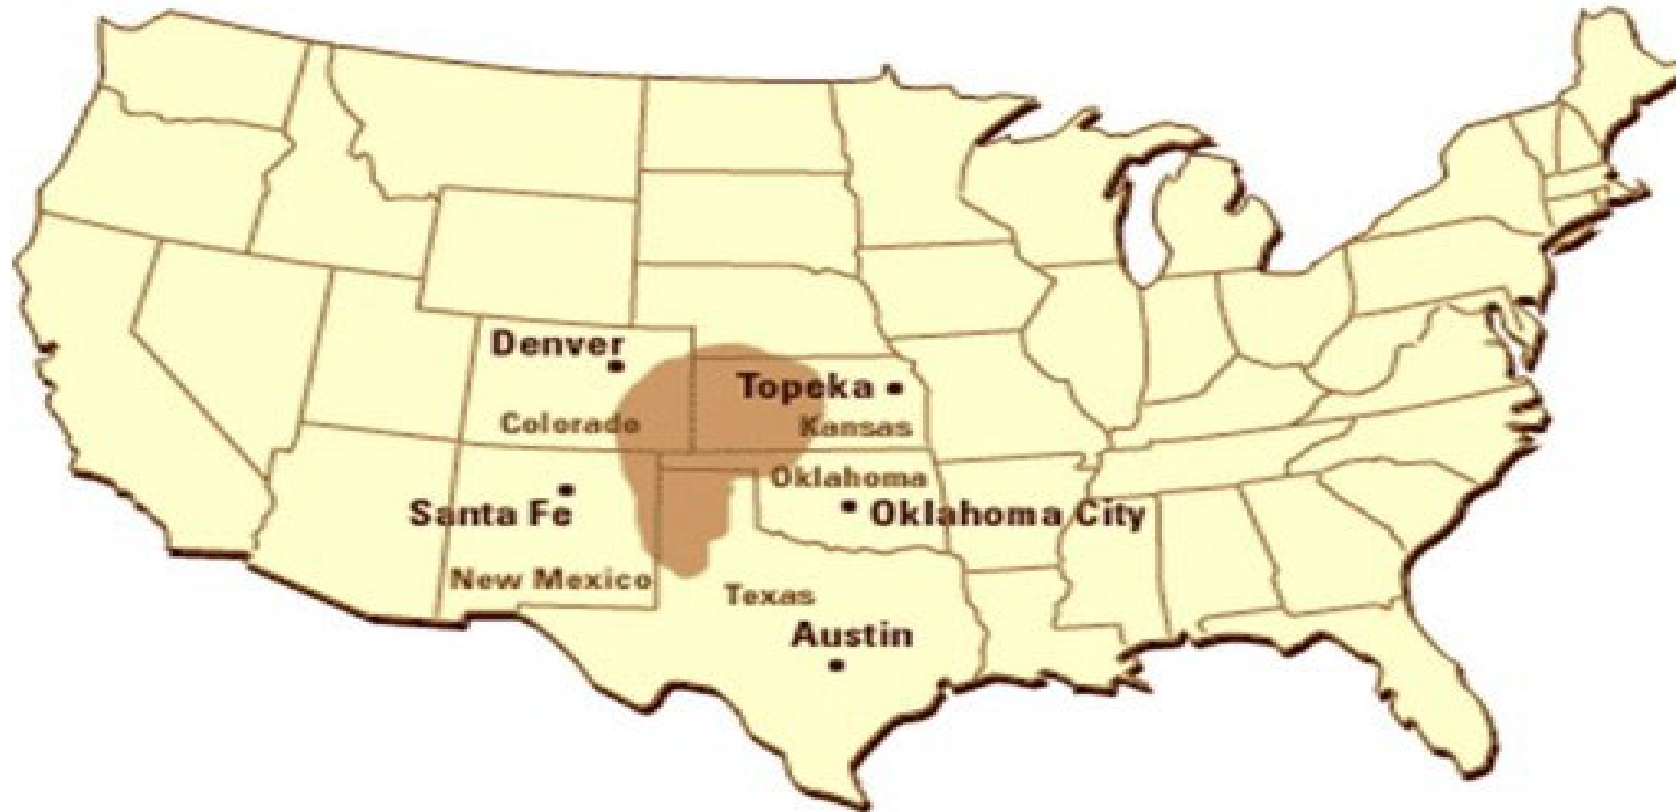 Denver
Topeka
Colorado
Kansas
Oklahoma
Santa Fe
Oklahoma City
New Mexico
Texas
Austin